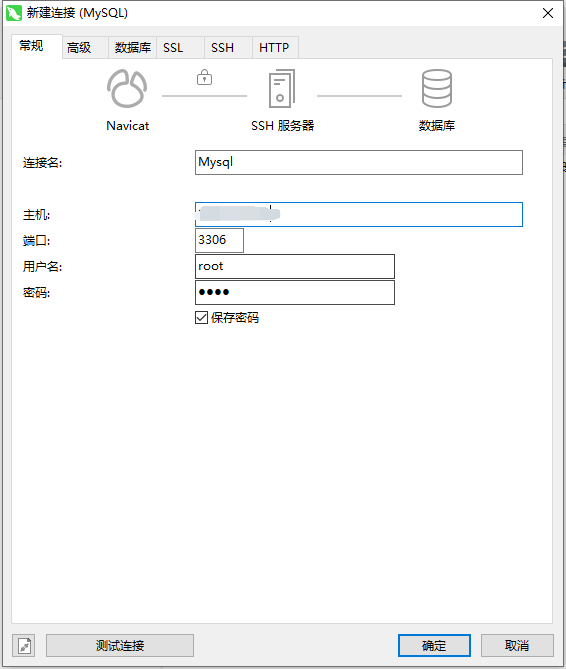 新建连接 (MySQL)
常规 高级 数据库 SSL SSH HTTP
Navicat SSH 服务器 数据库
连接名: Mysql
主机:
端口: 3306
用户名: root
密码: ●●●●
保存密码
测试连接 确定 取消